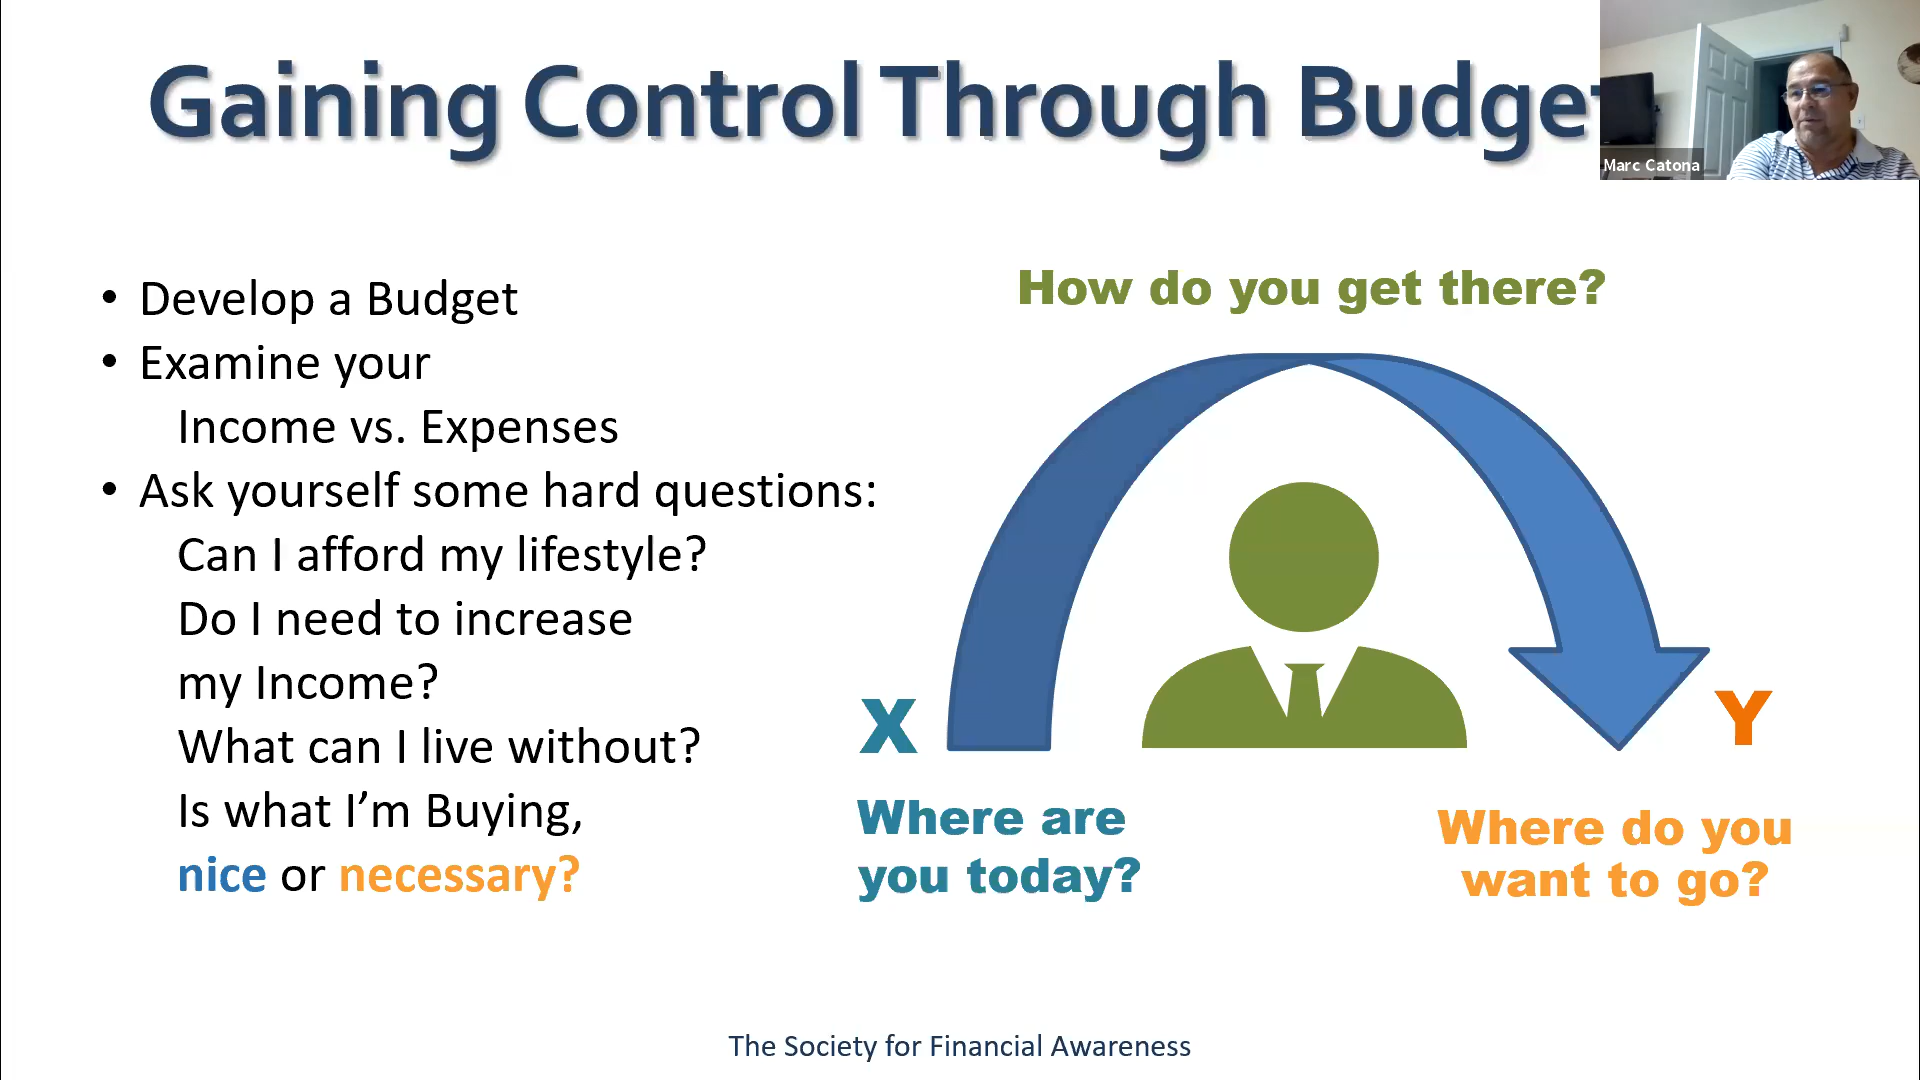 Gaining Control Through Budget
Marc Catona
• Develop a Budget
• Examine your
Income vs. Expenses
• Ask yourself some hard questions:
Can I afford my lifestyle?
Do I need to increase
my Income?
What can I live without?
Is what I’m Buying,
nice or necessary?
How do you get there?
X
Y
Where are
you today?
Where do you
want to go?
The Society for Financial Awareness